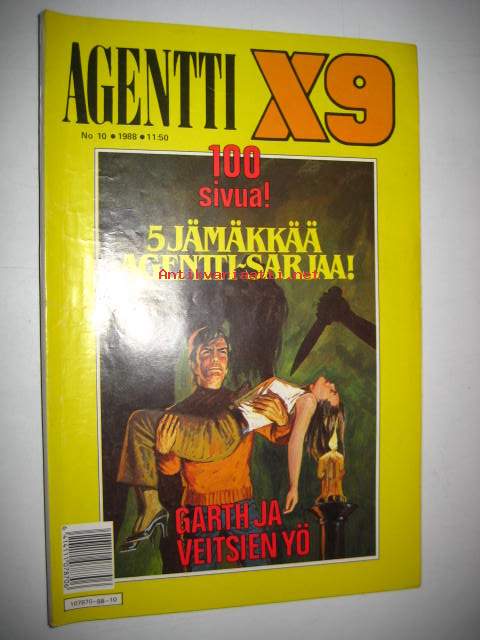 AGENTTI X9
No 10 • 1988 • 11:50
100
sivua!
5 JÄMÄKKÄÄ
AGENTTI-SARJAA!
Antikvariaatti.net
GARTH JA
VEITSIEN YÖ
107870-88-10